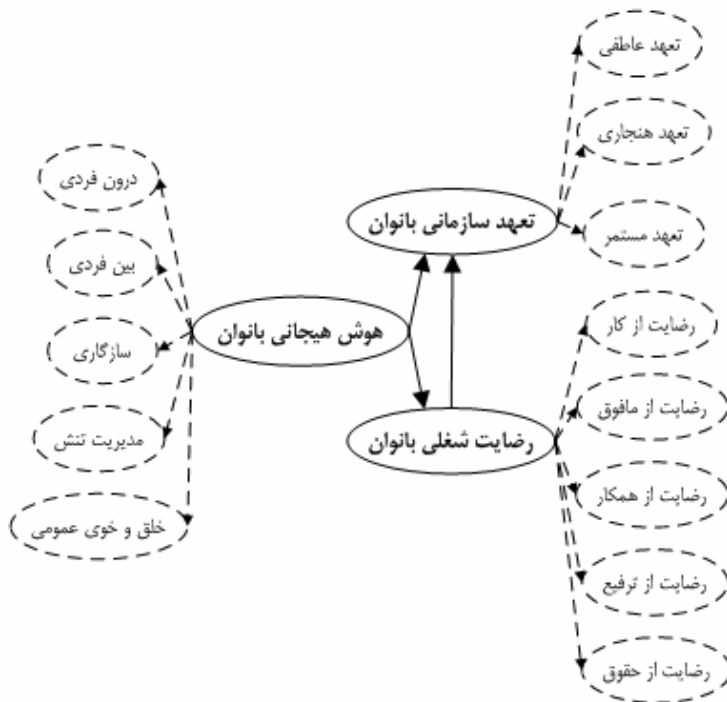 تعهد عاطفی
تعهد هنجاری
تعهد مستمر
تعهد سازمانی بانوان
درون فردی
بین فردی
سازگاری
مدیریت تنش
خلق و خوی عمومی
هوش هیجانی بانوان
رضایت شغلی بانوان
رضایت از کار
رضایت از مافوق
رضایت از همکار
رضایت از ترفیع
رضایت از حقوق